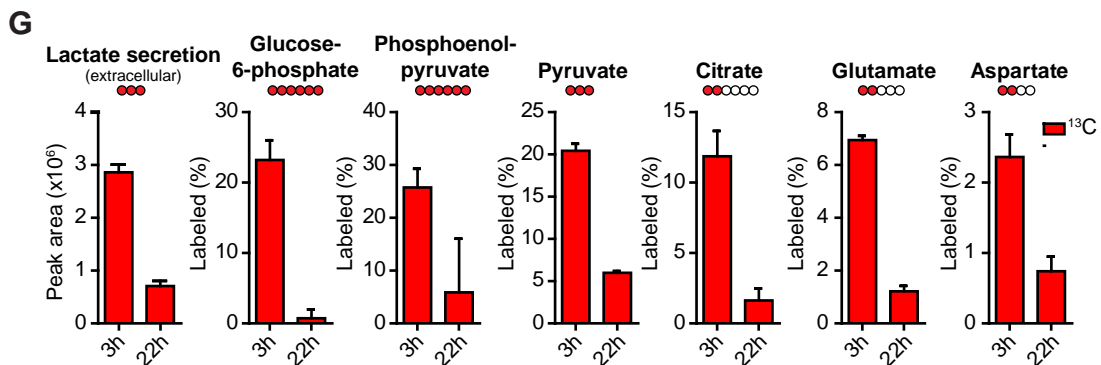 G
Lactate secretion
(extracellular)
Peak area (x10⁶)
4
3
2
1
0
3h
22h
Glucose-
6-phosphate
Labeled (%)
30
20
10
0
3h
22h
Phosphoenol-
pyruvate
Labeled (%)
40
30
20
10
0
3h
22h
Pyruvate
Labeled (%)
25
20
15
10
5
0
3h
22h
Citrate
Labeled (%)
15
10
5
0
3h
22h
Glutamate
Labeled (%)
8
6
4
2
0
3h
22h
Aspartate
Labeled (%)
3
2
1
0
3h
22h
¹³C